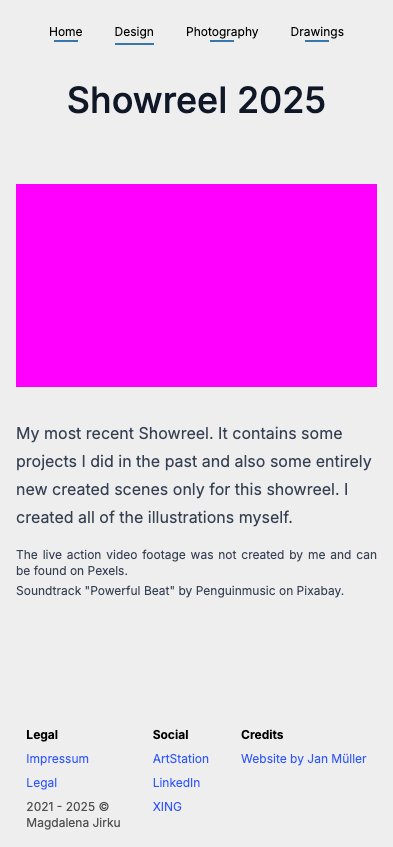 Home Design Photography Drawings
Showreel 2025
My most recent Showreel. It contains some
projects I did in the past and also some entirely
new created scenes only for this showreel. I
created all of the illustrations myself.
The live action video footage was not created by me and can
be found on Pexels.
Soundtrack "Powerful Beat" by Penguinmusic on Pixabay.
Legal
Impressum
Legal
2021 - 2025 ©
Magdalena Jirku
Social
ArtStation
LinkedIn
XING
Credits
Website by Jan Müller